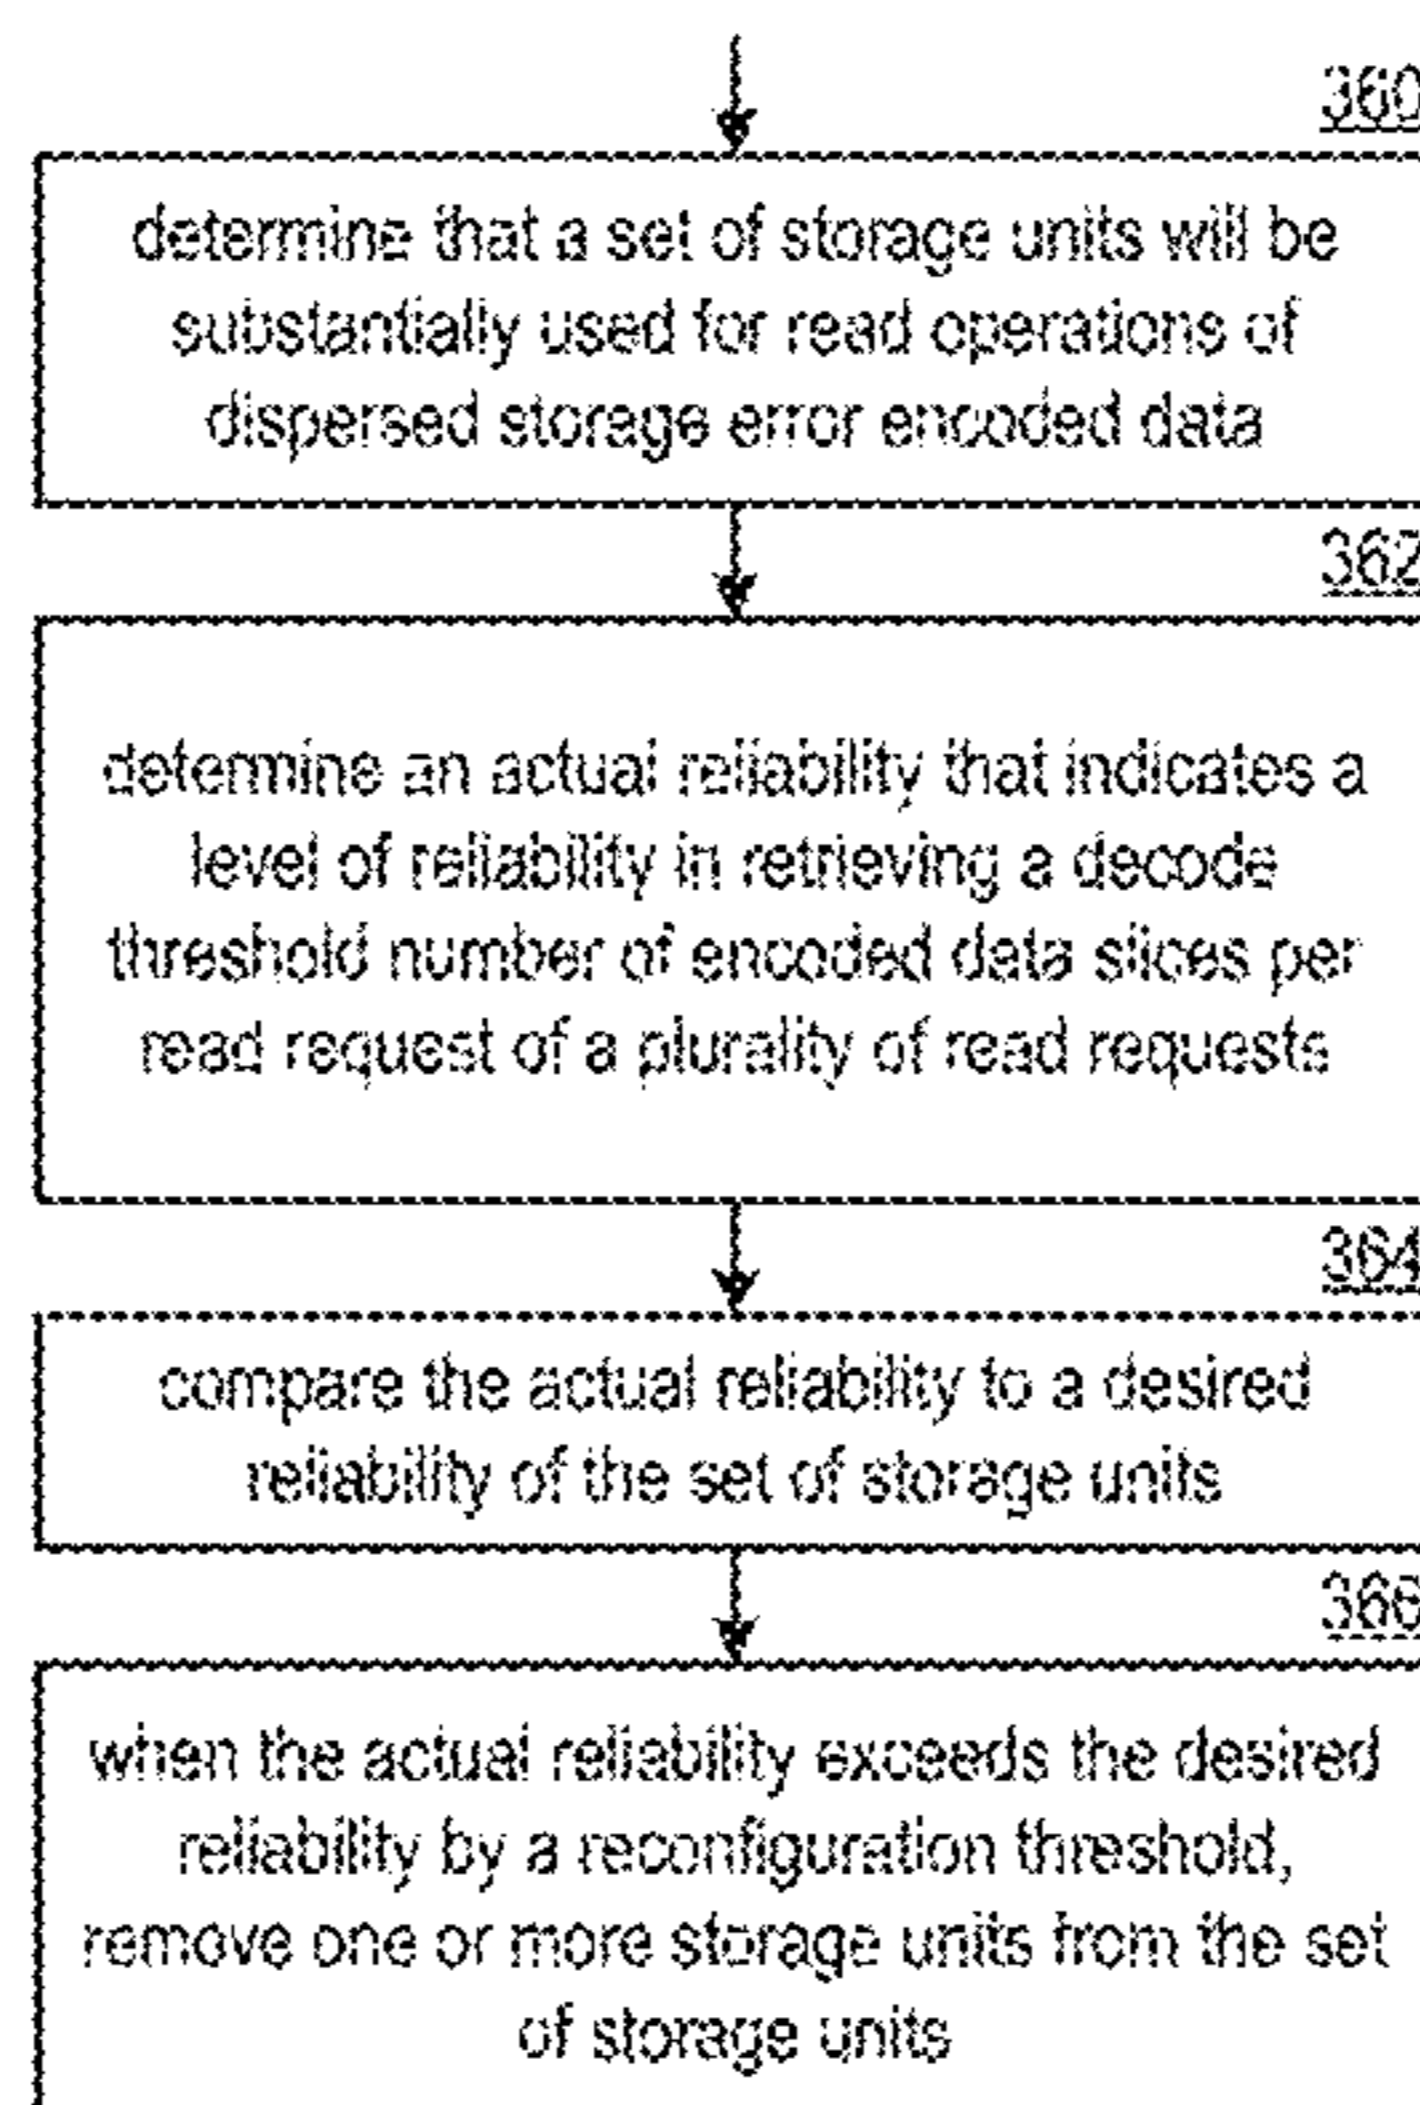 360
determine that a set of storage units will be
substantially used for read operations of
dispersed storage error encoded data
362
determine an actual reliability that indicates a
level of reliability in retrieving a decode
threshold number of encoded data slices per
read request of a plurality of read requests
364
compare the actual reliability to a desired
reliability of the set of storage units
366
when the actual reliability exceeds the desired
reliability by a reconfiguration threshold,
remove one or more storage units from the set
of storage units